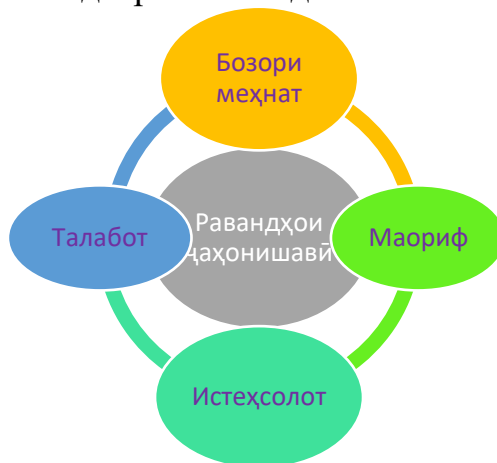 Бозори
меҳнат
Равандҳои
ҷаҳонишавӣ
Талабот
Маориф
Истеҳсолот